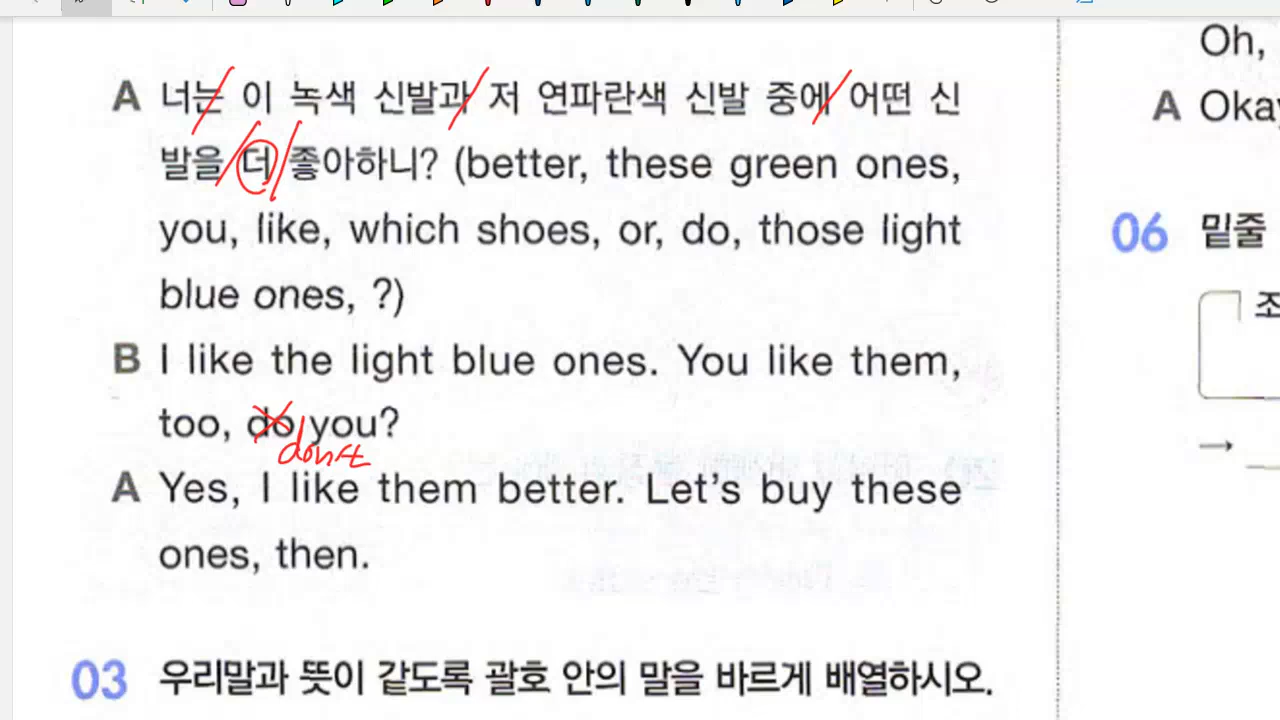 A 너는 이 녹색 신발과 저 연파란색 신발 중에 어떤 신
발을 더 좋아하니? (better, these green ones,
you, like, which shoes, or, do, those light
blue ones, ?)
B I like the light blue ones. You like them,
too, do you?
don't
A Yes, I like them better. Let's buy these
ones, then.
03 우리말과 뜻이 같도록 괄호 안의 말을 바르게 배열하시오.
Oh,
A Okay
06 밑줄
조
→